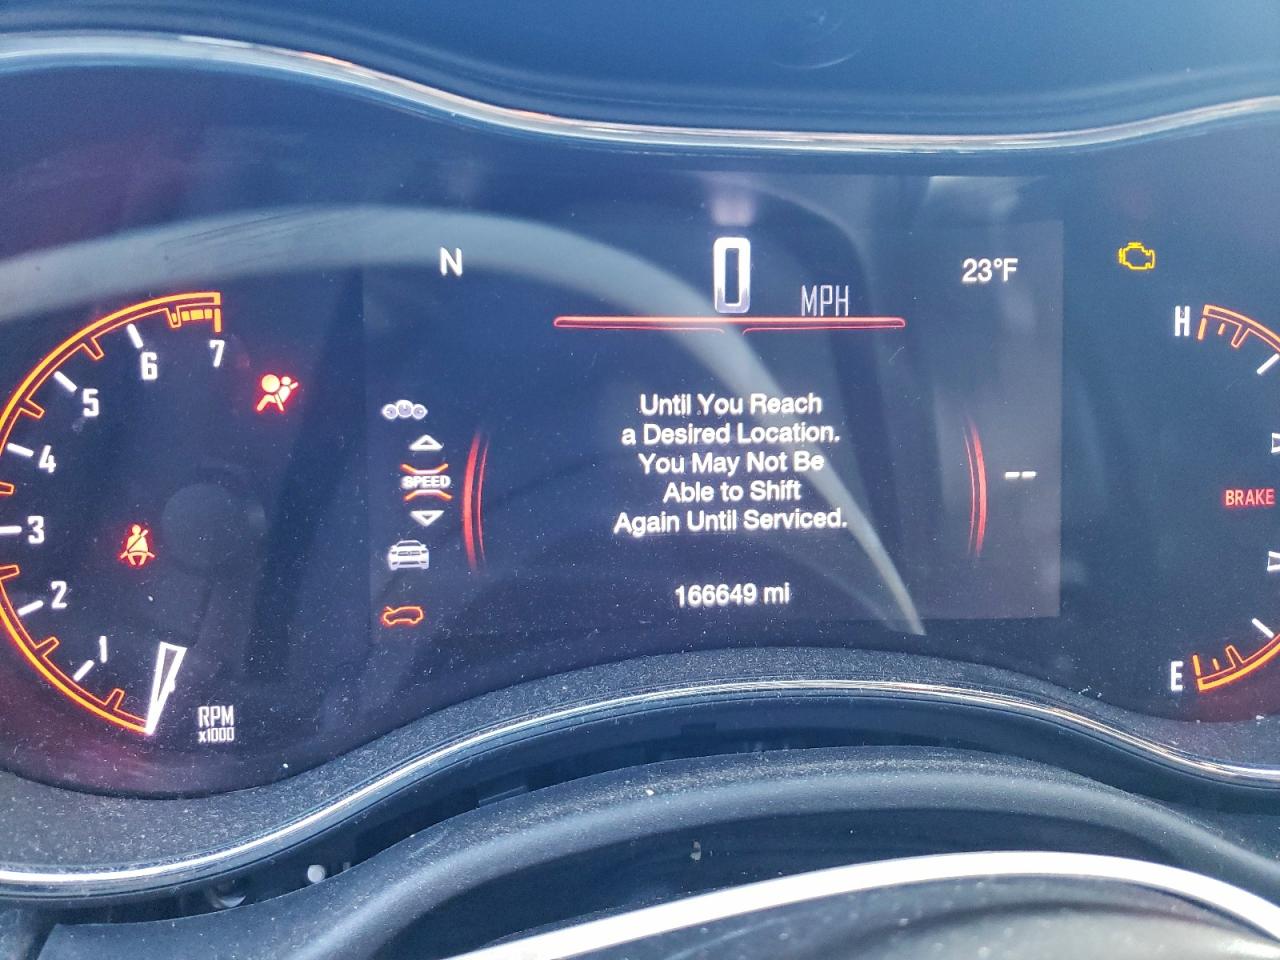 N
0
MPH
23°F
H
7
6
5
4
3
2
1
RPM
x1000
SPEED
Until You Reach
a Desired Location.
You May Not Be
Able to Shift
Again Until Serviced.
--
166649 mi
BRAKE
E